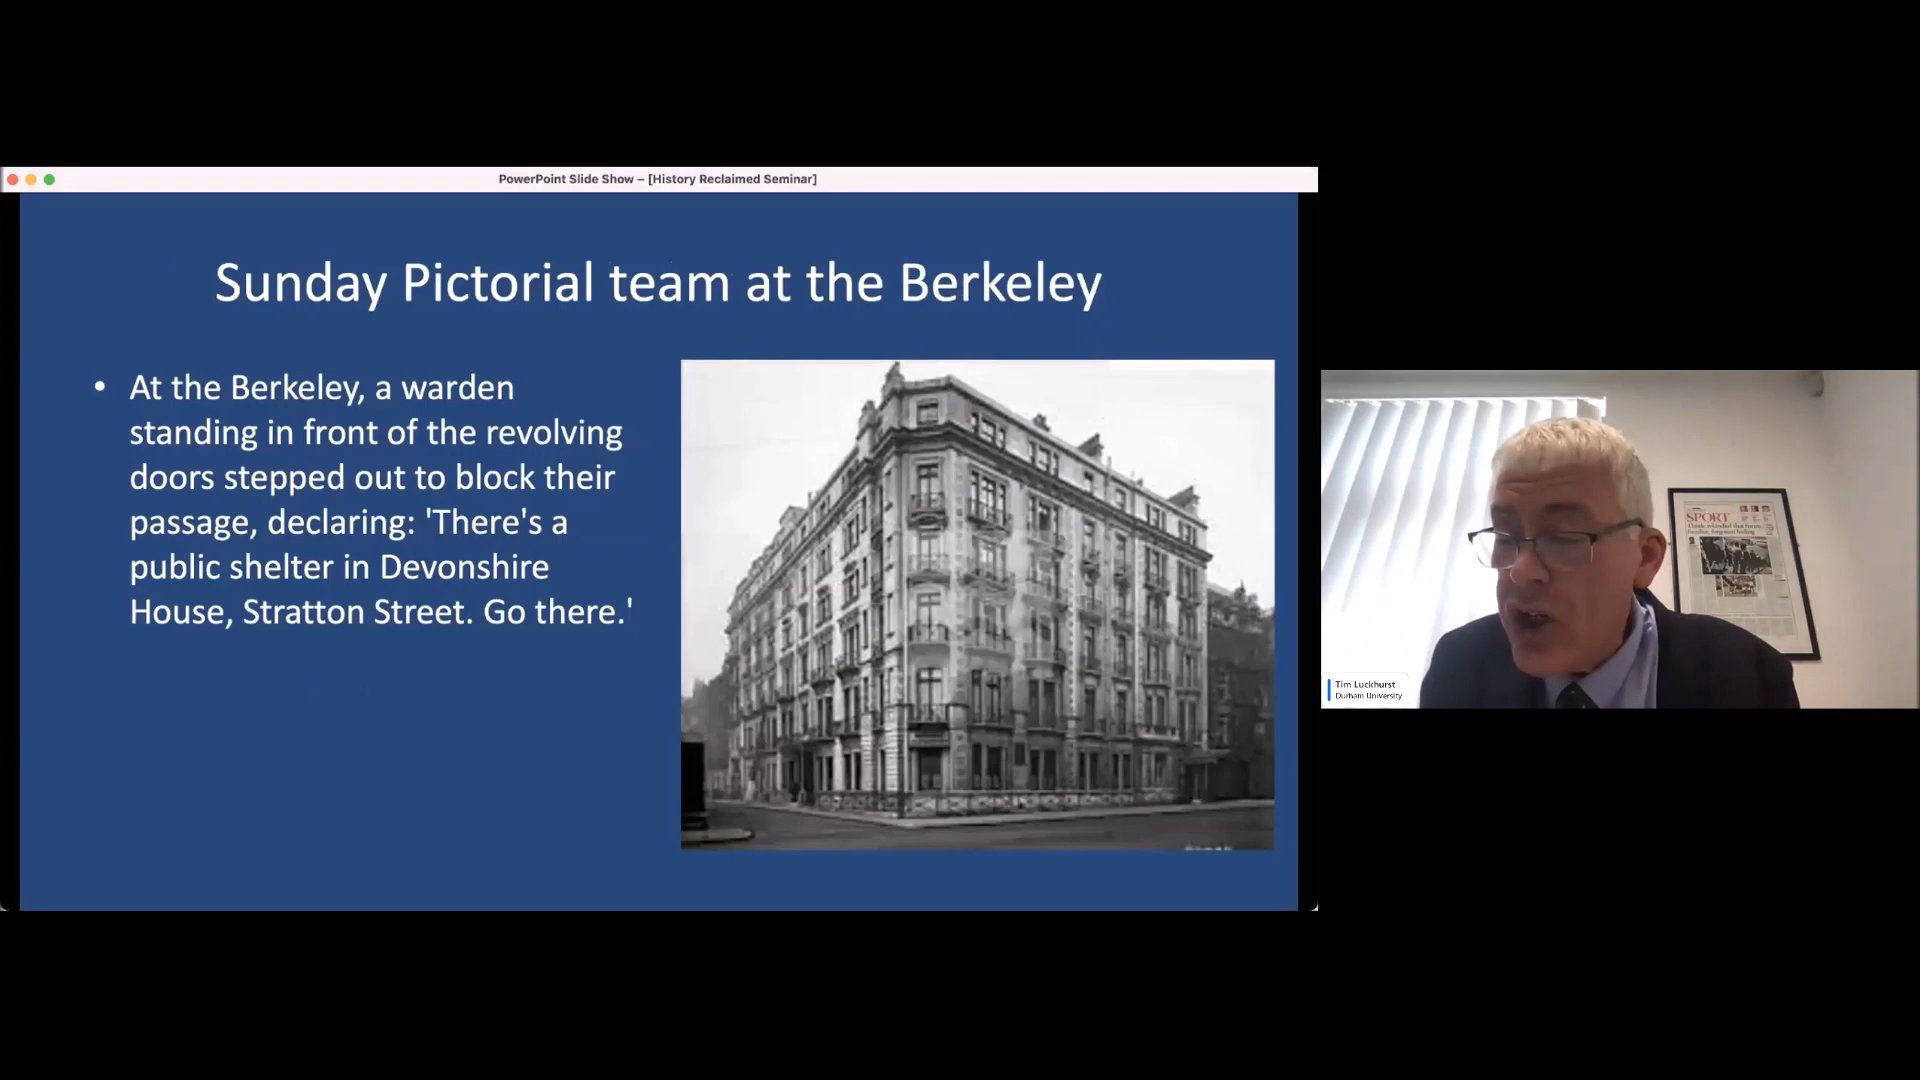 PowerPoint Slide Show – [History Reclaimed Seminar]
Sunday Pictorial team at the Berkeley
• At the Berkeley, a warden
standing in front of the revolving
doors stepped out to block their
passage, declaring: 'There's a
public shelter in Devonshire
House, Stratton Street. Go there.'
SPORT
Tim Luckhurst
Durham University